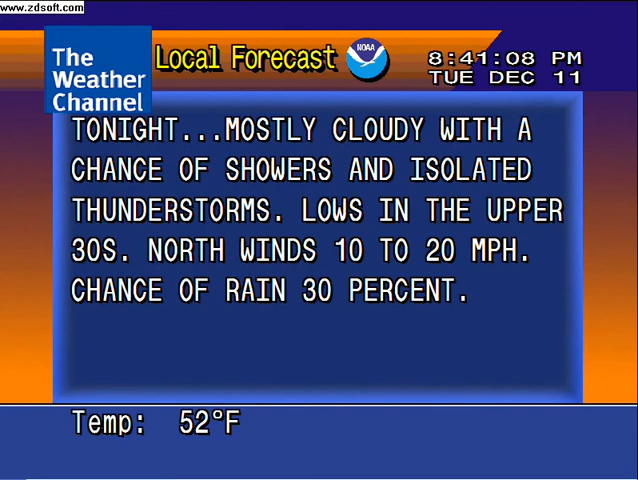 www.zdsoft.com
The
Weather
Channel
Local Forecast
NOAA
8:41:08 PM
TUE DEC 11
TONIGHT...MOSTLY CLOUDY WITH A
CHANCE OF SHOWERS AND ISOLATED
THUNDERSTORMS. LOWS IN THE UPPER
30S. NORTH WINDS 10 TO 20 MPH.
CHANCE OF RAIN 30 PERCENT.
Temp: 52°F